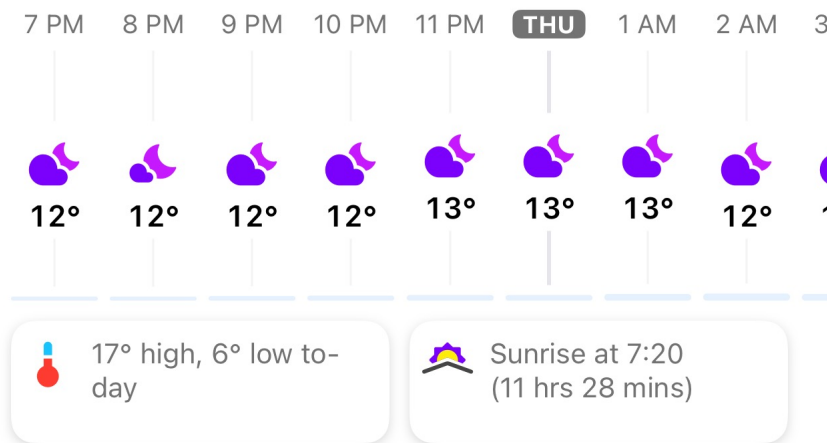 7 PM 8 PM 9 PM 10 PM 11 PM THU 1 AM 2 AM 3
12° 12° 12° 12° 13° 13° 13° 12°
17° high, 6° low to-
day
Sunrise at 7:20
(11 hrs 28 mins)